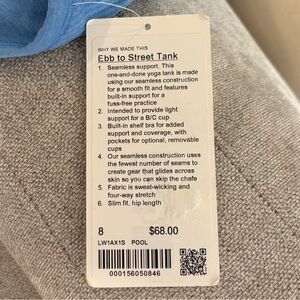 WHY WE MADE THIS
Ebb to Street Tank
1. Seamless support. This
one-and-done yoga tank is made
using our seamless construction
for a smooth fit and features
built-in support for a
fuss-free practice
2. Intended to provide light
support for a B/C cup
3. Built-in shelf bra for added
support and coverage, with
pockets for optional, removable
cups
4. Our seamless construction uses
the fewest number of seams to
create gear that glides across
skin so you can skip the chafe
5. Fabric is sweat-wicking and
four-way stretch
6. Slim fit, hip length
8 $68.00
LW1AX1S POOL
000156050846